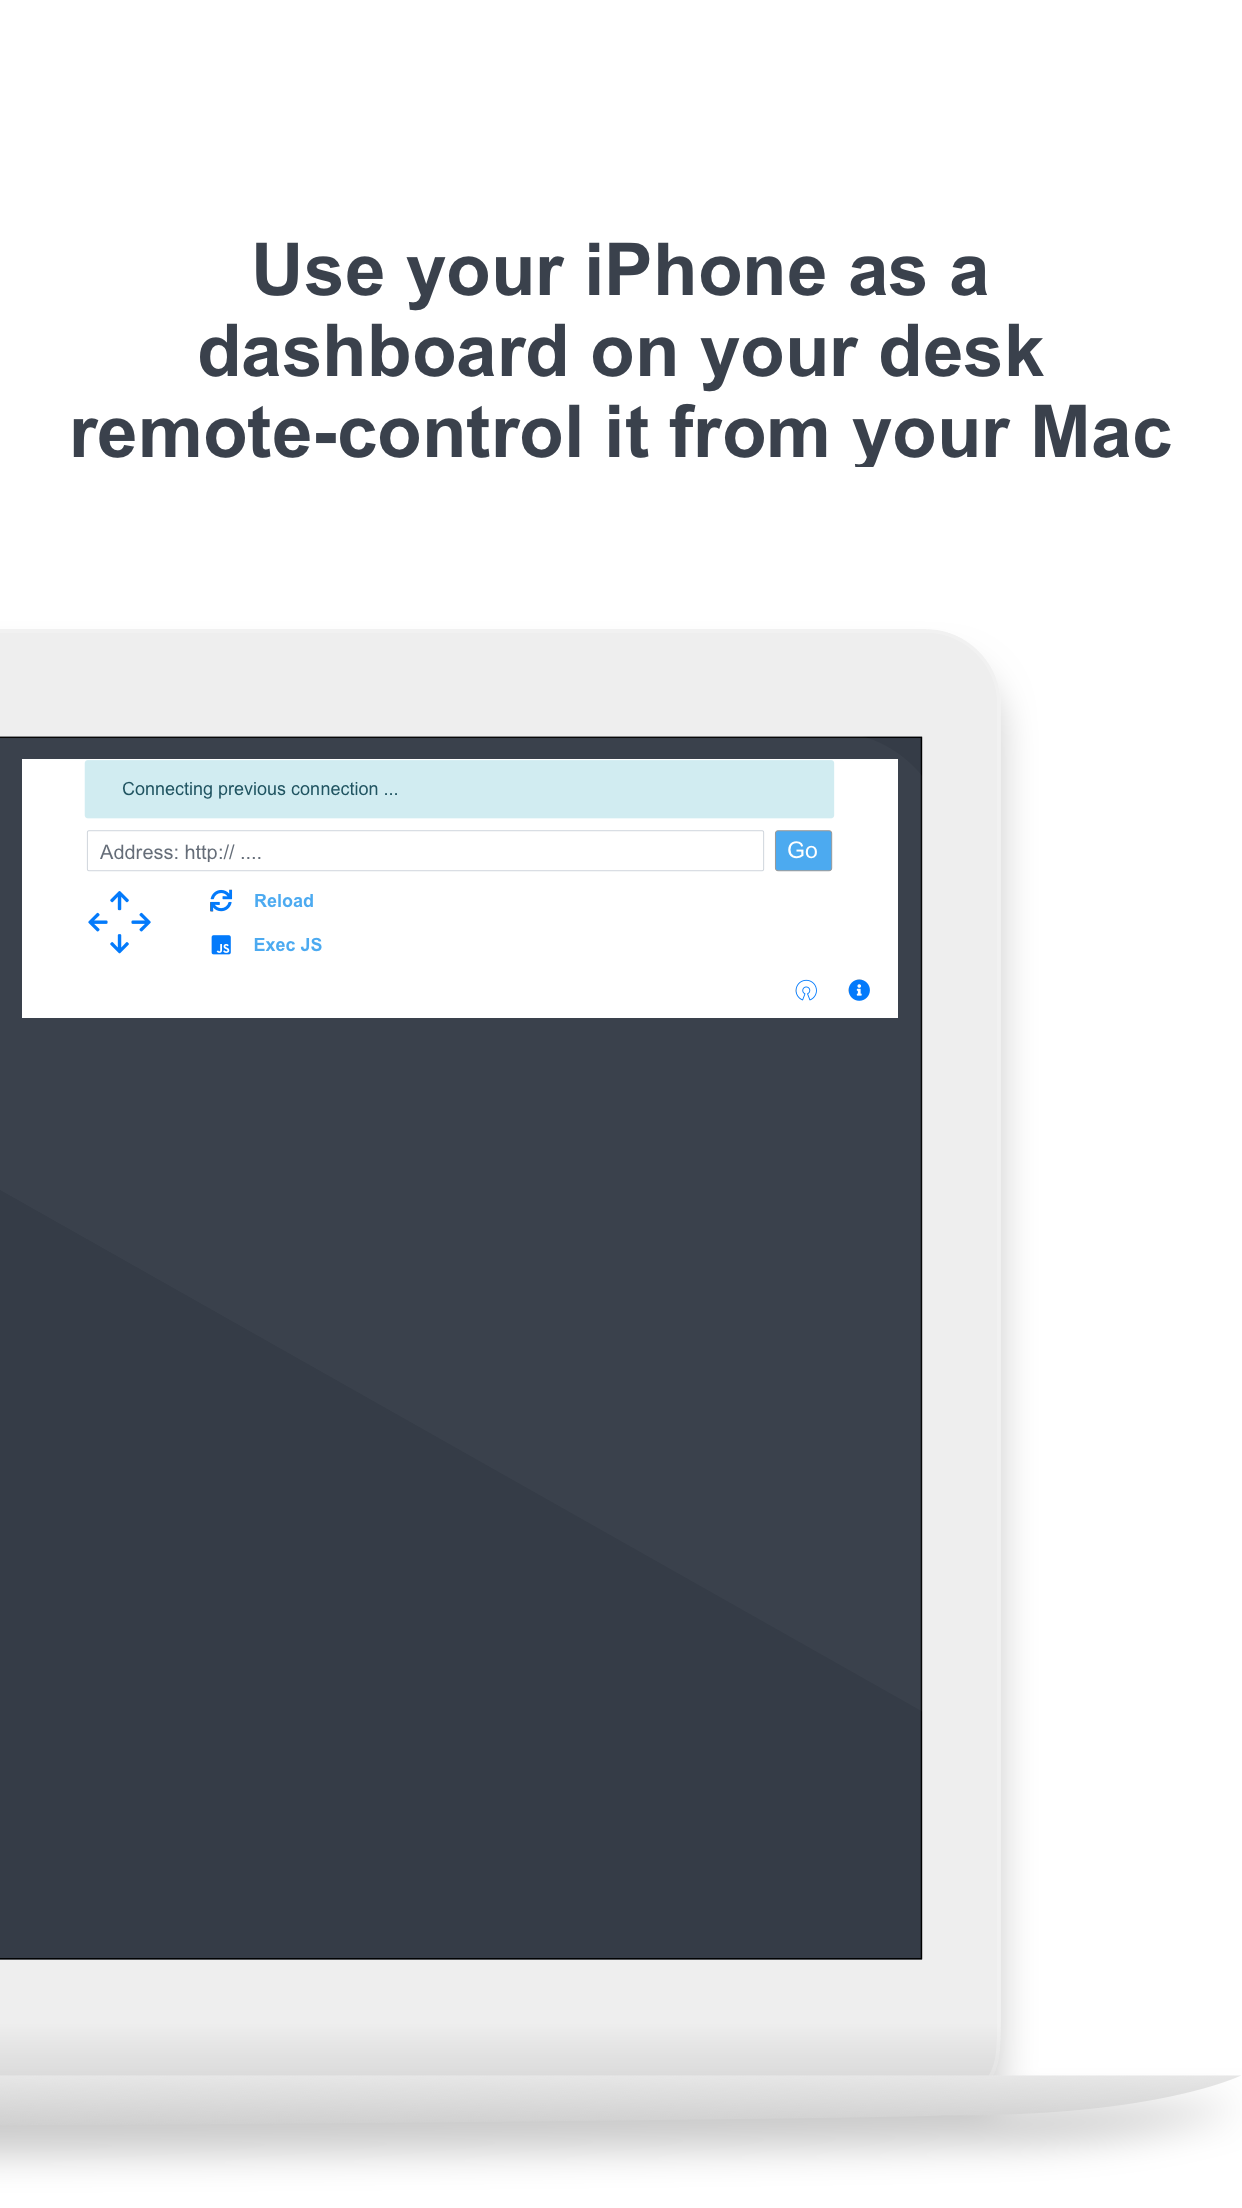 Use your iPhone as a
dashboard on your desk
remote-control it from your Mac
Connecting previous connection ...
Address: http:// ....
Go
Reload
JS
Exec JS